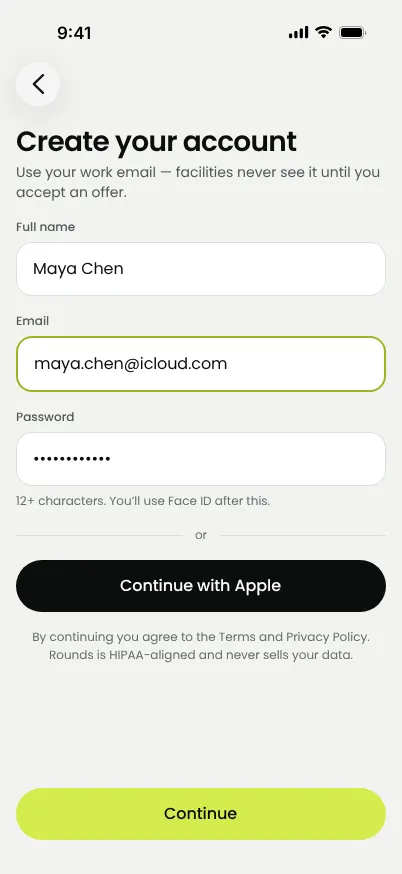 9:41
Create your account
Use your work email — facilities never see it until you
accept an offer.
Full name
Maya Chen
Email
maya.chen@icloud.com
Password
••••••••••••
12+ characters. You’ll use Face ID after this.
or
Continue with Apple
By continuing you agree to the Terms and Privacy Policy.
Rounds is HIPAA-aligned and never sells your data.
Continue